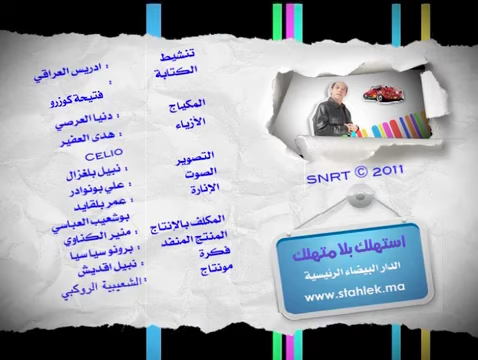 تنشيط : ادريس العراقي
الكتابة :
فتيحة كوزرو
المكياج : دنيا العرصي
الأزياء : هدى العفير
CELIO
التصوير : نبيل بلغزال
الصوت : علي بونوادر
الإنارة : عمر بلقايد
بوشعيب العباسي
المكلف بالانتاج : منير الكناوي
المنتج المنفد : برونو سياسيا
فكرة : نبيل اقديش
مونتاج : الشعيبية الروكبي
SNRT © 2011
استهلك بلا متهلك
الدار البيضاء الرئيسية
www.stahlek.ma